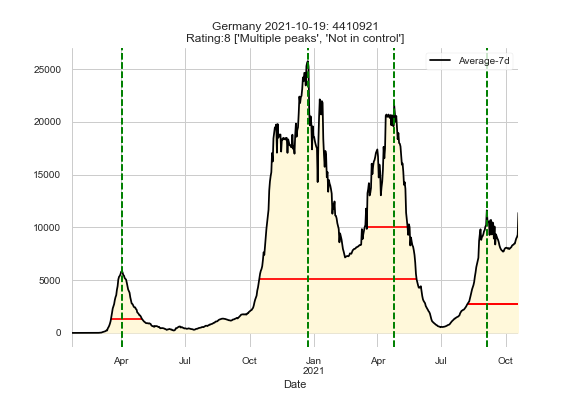 Germany 2021-10-19: 4410921
Rating:8 ['Multiple peaks', 'Not in control']
Average-7d
25000
20000
15000
10000
5000
0
Apr Jul Oct Jan Apr Jul Oct
2021
Date